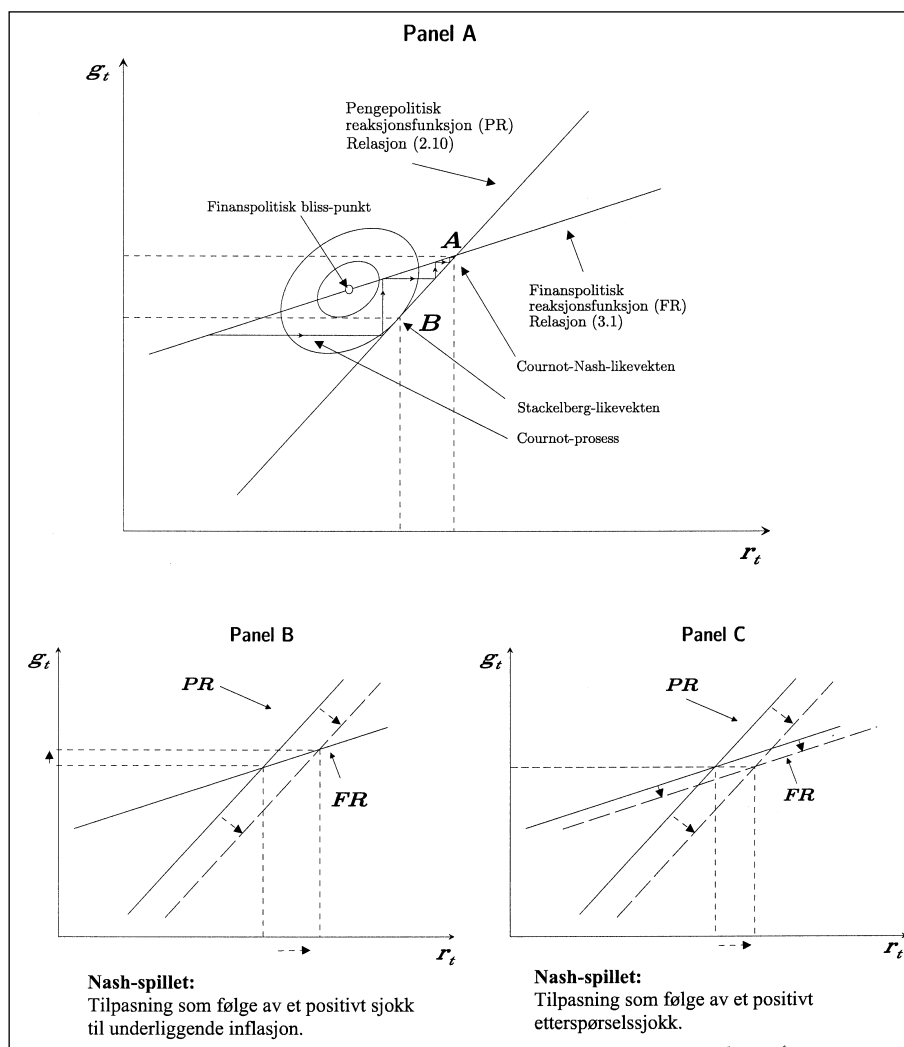 Panel A
g_t
Pengepolitisk
reaksjonsfunksjon (PR)
Relasjon (2.10)
Finanspolitisk bliss-punkt
A
Finanspolitisk
reaksjonsfunksjon (FR)
Relasjon (3.1)
B
Cournot-Nash-likevekten
Stackelberg-likevekten
Cournot-prosess
r_t
Panel B
g_t
PR
FR
r_t
Nash-spillet:
Tilpasning som følge av et positivt sjokk
til underliggende inflasjon.
Panel C
g_t
PR
FR
r_t
Nash-spillet:
Tilpasning som følge av et positivt
etterspørselssjokk.